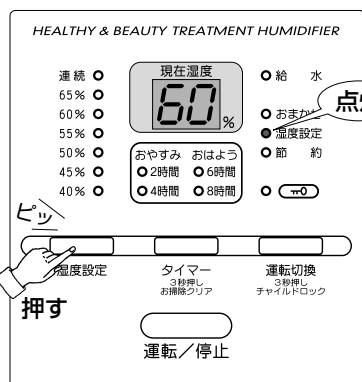 HEALTHY & BEAUTY TREATMENT HUMIDIFIER
現在湿度
60%
連続
65%
60%
55%
50%
45%
40%
給水
おまかせ
湿度設定
節約
点
おやすみ おはよう
2時間 6時間
4時間 8時間
ピッ
湿度設定
タイマー
3秒押し
お掃除クリア
運転切換
3秒押し
チャイルドロック
押す
運転／停止